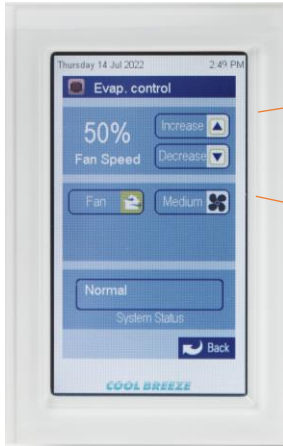 Thursday 14 Jul 2022 2:49 PM
Evap. control
50%
Fan Speed
Increase
Decrease
Fan
Medium
Normal
System Status
Back
COOL BREEZE